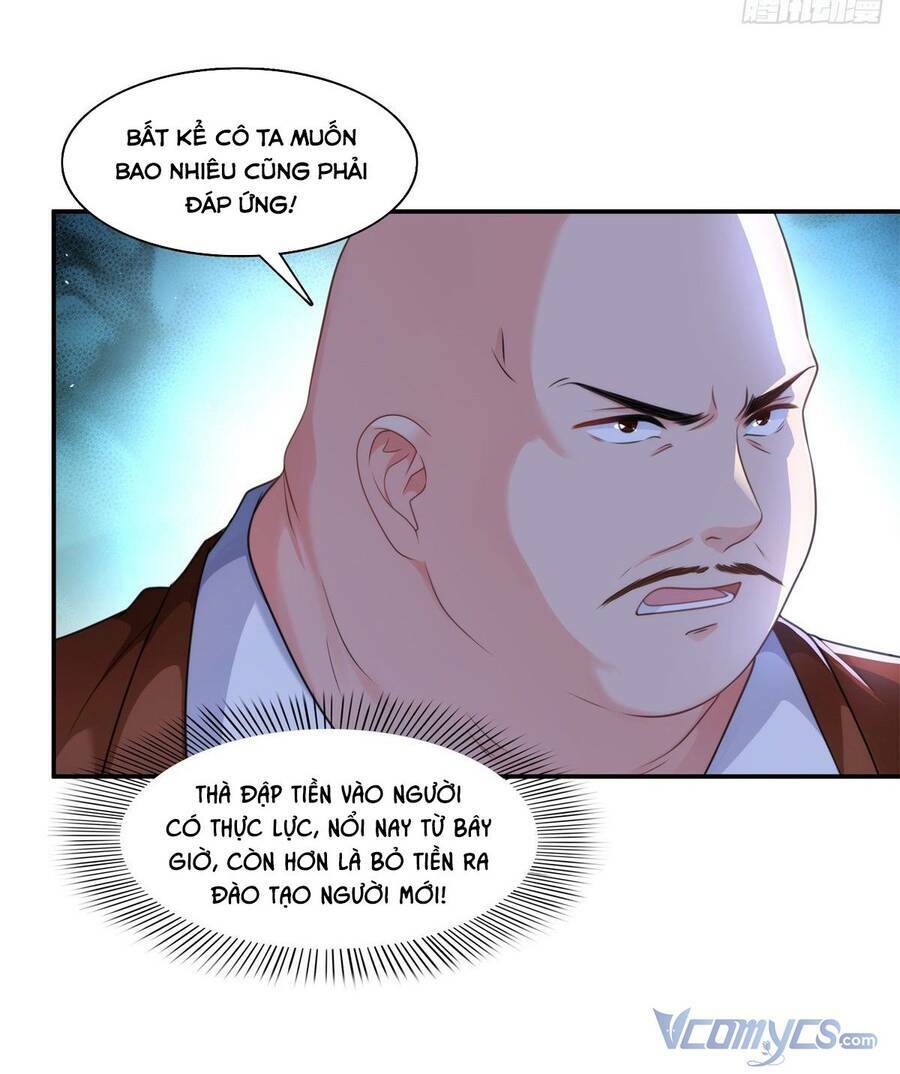 BẤT KỂ CÔ TA MUỐN
BAO NHIÊU CŨNG PHẢI
ĐÁP ỨNG!
THÀ ĐẬP TIỀN VÀO NGƯỜI
CÓ THỰC LỰC, NỔI NAY TỪ BÂY
GIỜ, CÒN HƠN LÀ BỎ TIỀN RA
ĐÀO TẠO NGƯỜI MỚI!
VCOMYCS.com